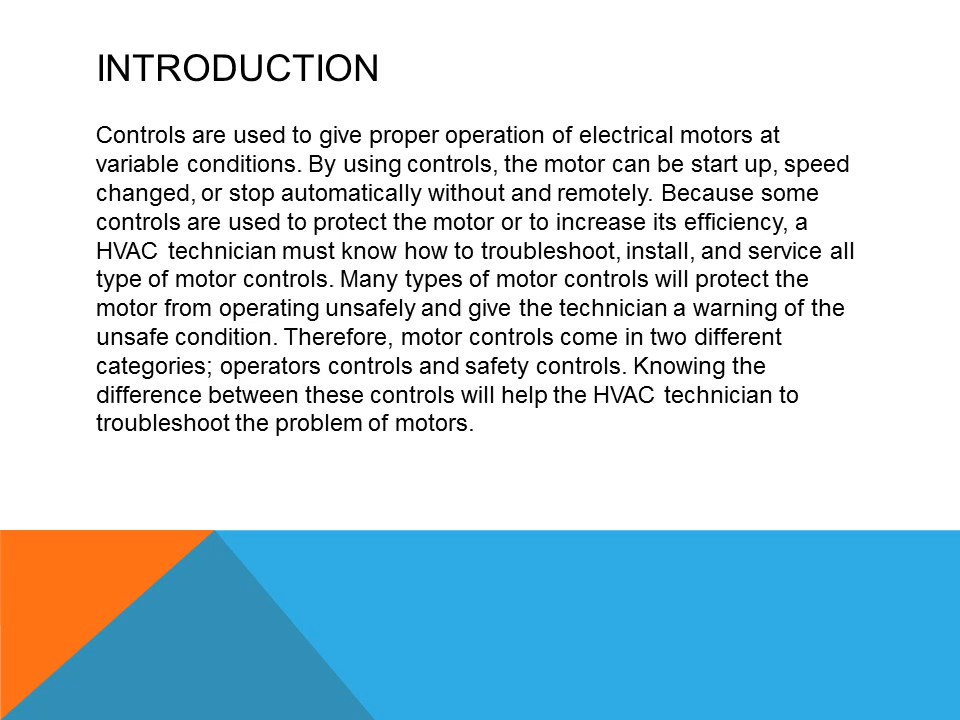 INTRODUCTION
Controls are used to give proper operation of electrical motors at
variable conditions. By using controls, the motor can be start up, speed
changed, or stop automatically without and remotely. Because some
controls are used to protect the motor or to increase its efficiency, a
HVAC technician must know how to troubleshoot, install, and service all
type of motor controls. Many types of motor controls will protect the
motor from operating unsafely and give the technician a warning of the
unsafe condition. Therefore, motor controls come in two different
categories; operators controls and safety controls. Knowing the
difference between these controls will help the HVAC technician to
troubleshoot the problem of motors.